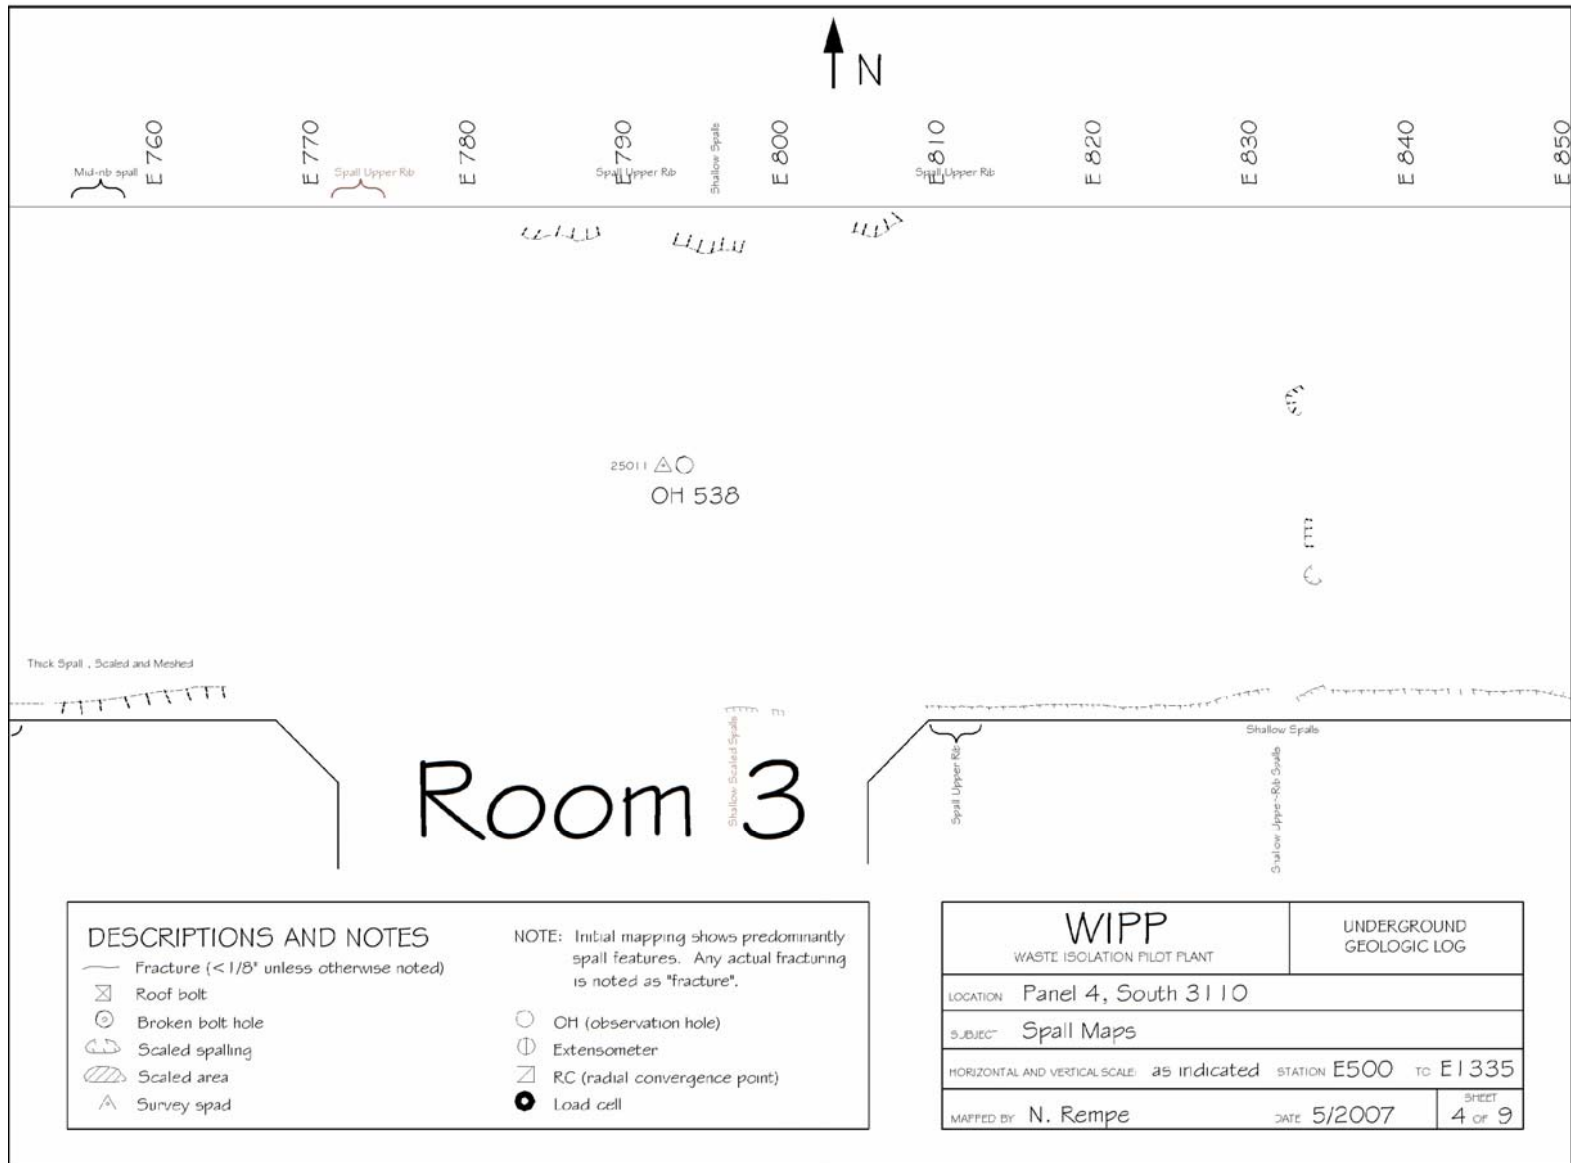 N
E 760
E 770
E 780
E 790
E 800
E 810
E 820
E 830
E 840
E 850
Mid-rib spall
Spall Upper Rib
Spall Upper Rib
Shallow Spalls
Spall Upper Rib
25011
OH 538
Thick Spall , Scaled and Meshed
Room 3
Shallow Scaled Spalls
Spall Upper Rib
Shallow Spalls
Shallow Upper-Rib Spalls
DESCRIPTIONS AND NOTES
Fracture (<1/8" unless otherwise noted)
Roof bolt
Broken bolt hole
Scaled spalling
Scaled area
Survey spad
NOTE: Initial mapping shows predominantly
spall features. Any actual fracturing
is noted as "fracture".
OH (observation hole)
Extensometer
RC (radial convergence point)
Load cell
WIPP
WASTE ISOLATION PILOT PLANT
UNDERGROUND
GEOLOGIC LOG
LOCATION Panel 4, South 3110
SUBJECT Spall Maps
HORIZONTAL AND VERTICAL SCALE: as indicated STATION E500 TO E1335
MAPPED BY N. Rempe DATE 5/2007
SHEET
4 OF 9